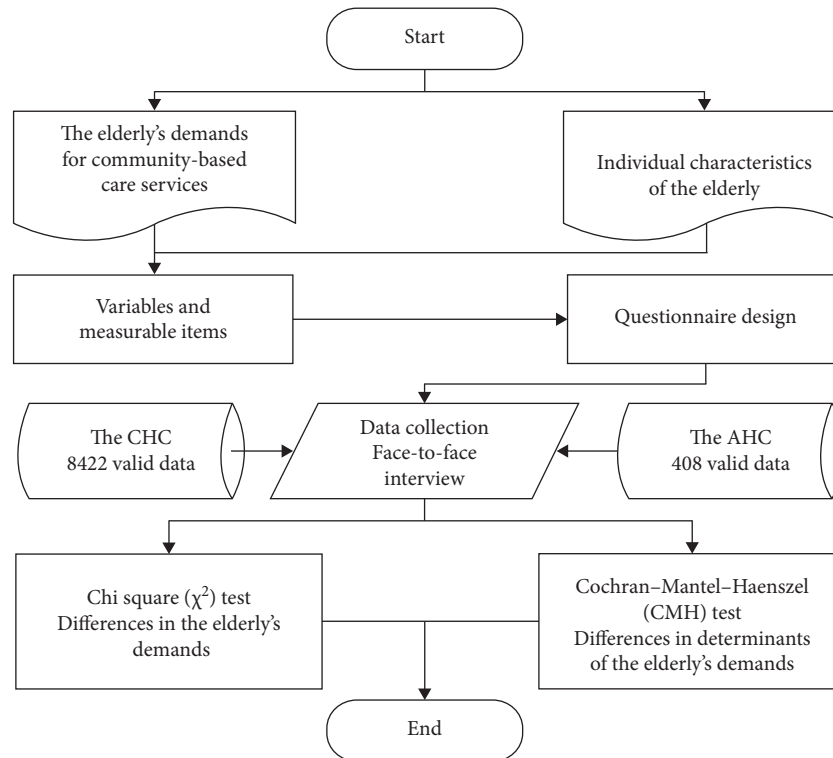 Start
The elderly’s demands
for community-based
care services
Individual characteristics
of the elderly
Variables and
measurable items
Questionnaire design
The CHC
8422 valid data
Data collection
Face-to-face
interview
The AHC
408 valid data
Chi square (χ²) test
Differences in the elderly’s
demands
Cochran–Mantel–Haenszel
(CMH) test
Differences in determinants
of the elderly’s demands
End